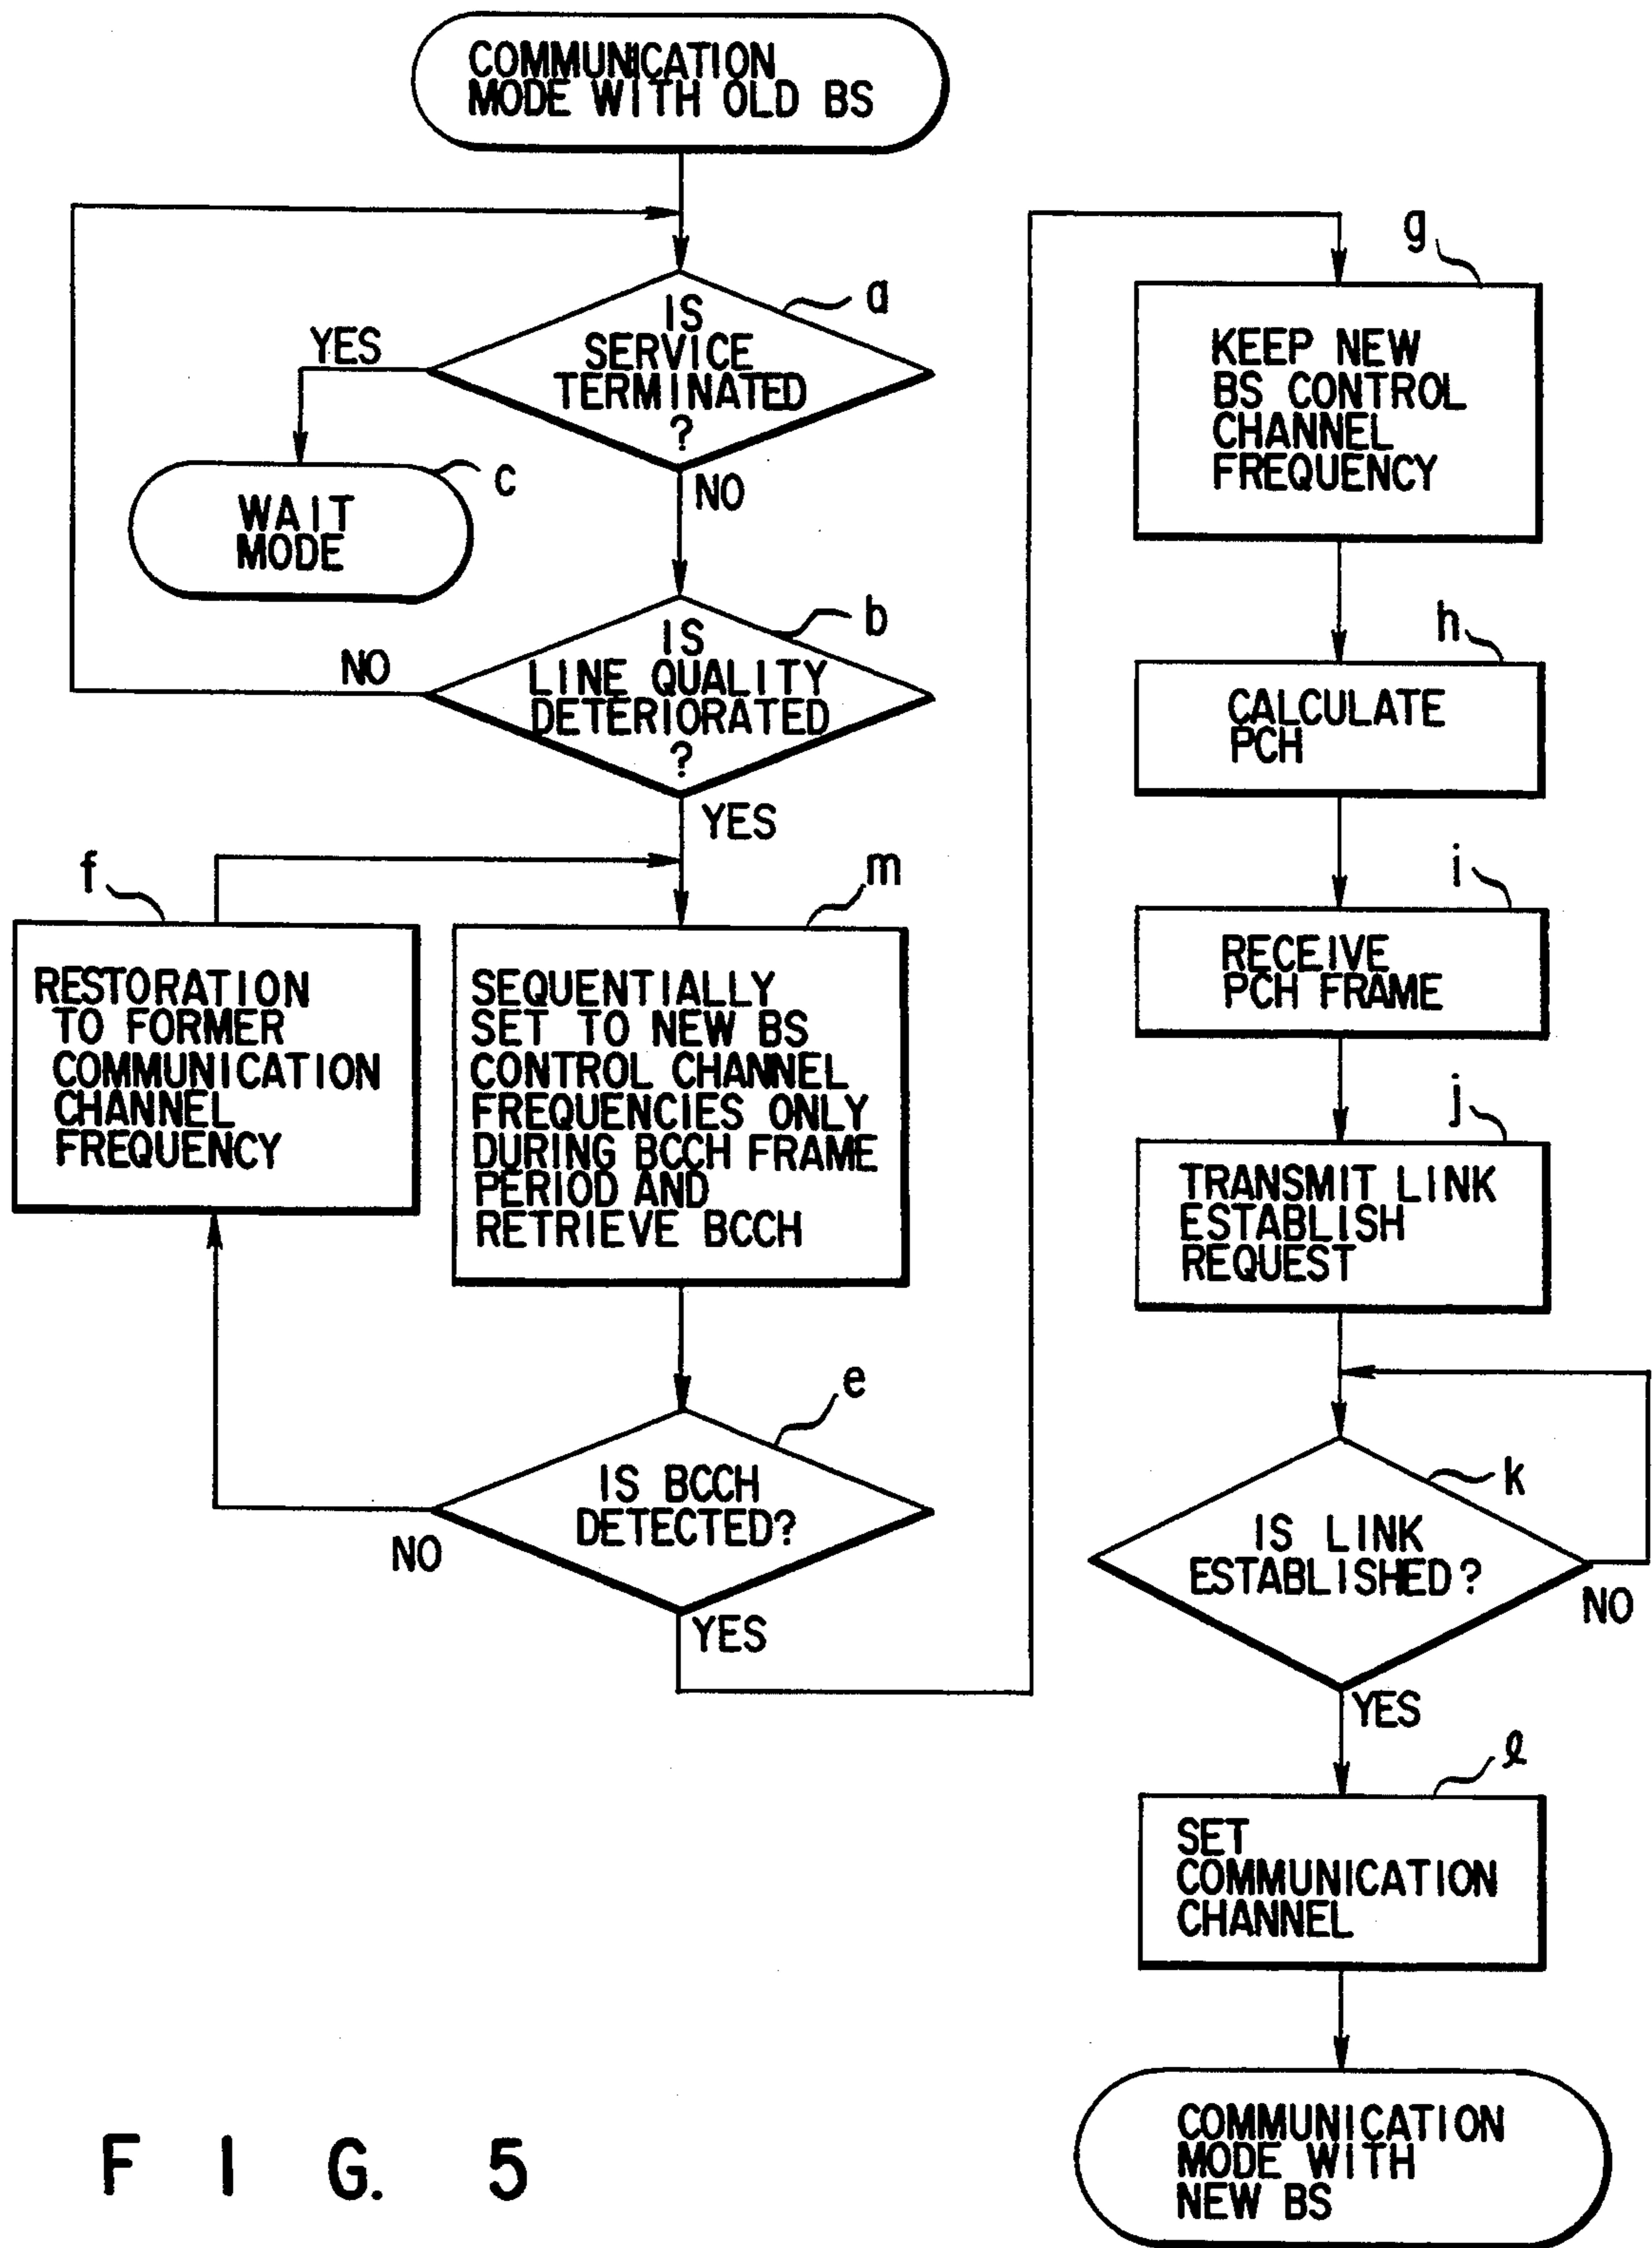 COMMUNICATION
MODE WITH OLD BS
a
IS
SERVICE
TERMINATED
?
YES
NO
c
WAIT
MODE
b
IS
LINE QUALITY
DETERIORATED
?
NO
YES
f
RESTORATION
TO FORMER
COMMUNICATION
CHANNEL
FREQUENCY
m
SEQUENTIALLY
SET TO NEW BS
CONTROL CHANNEL
FREQUENCIES ONLY
DURING BCCH FRAME
PERIOD AND
RETRIEVE BCCH
e
IS BCCH
DETECTED?
NO
YES
g
KEEP NEW
BS CONTROL
CHANNEL
FREQUENCY
h
CALCULATE
PCH
i
RECEIVE
PCH FRAME
j
TRANSMIT LINK
ESTABLISH
REQUEST
k
IS LINK
ESTABLISHED?
NO
YES
l
SET
COMMUNICATION
CHANNEL
COMMUNICATION
MODE WITH
NEW BS
FIG. 5